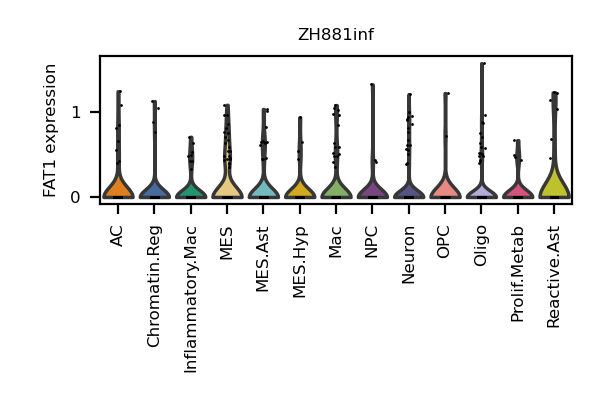 ZH881inf
FAT1 expression
1
0
AC
Chromatin.Reg
Inflammatory.Mac
MES
MES.Ast
MES.Hyp
Mac
NPC
Neuron
OPC
Oligo
Prolif.Metab
Reactive.Ast